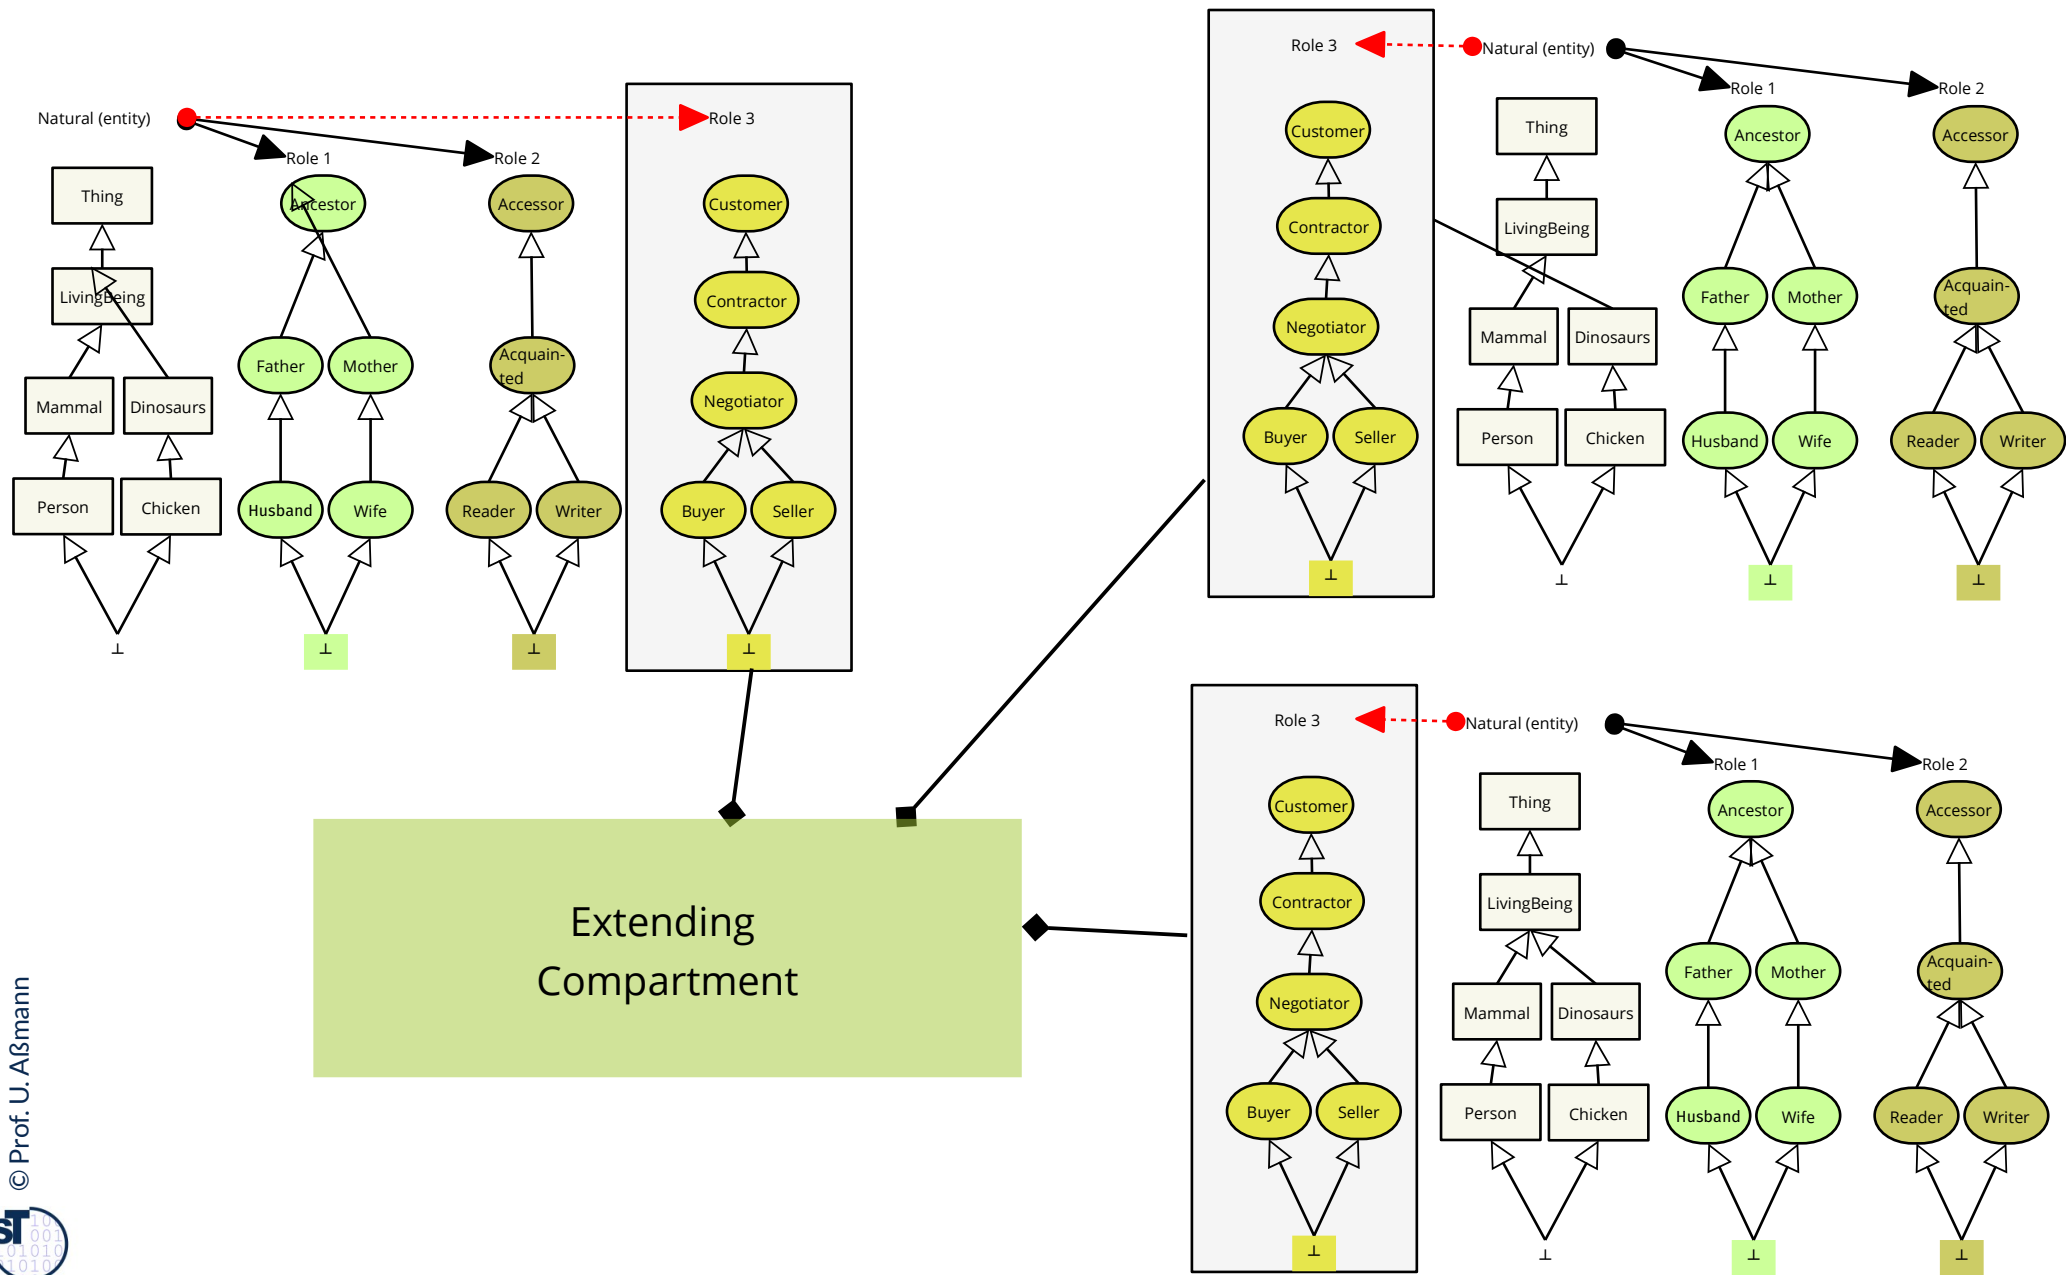 Natural (entity)
Role 1
Role 2
Role 3
Thing
Ancestor
Accessor
Customer
LivingBeing
Contractor
Father
Mother
Acquain-
ted
Mammal
Dinosaurs
Negotiator
Person
Chicken
Husband
Wife
Reader
Writer
Buyer
Seller
⊥
⊥
⊥
⊥
Role 3
Natural (entity)
Role 1
Role 2
Customer
Thing
Ancestor
Accessor
Contractor
LivingBeing
Negotiator
Father
Mother
Acquain-
ted
Mammal
Dinosaurs
Buyer
Seller
Person
Chicken
Husband
Wife
Reader
Writer
⊥
⊥
⊥
⊥
Extending
Compartment
Role 3
Natural (entity)
Role 1
Role 2
Customer
Thing
Ancestor
Accessor
Contractor
LivingBeing
Negotiator
Father
Mother
Acquain-
ted
Mammal
Dinosaurs
Buyer
Seller
Person
Chicken
Husband
Wife
Reader
Writer
⊥
⊥
⊥
⊥
© Prof. U. Aßmann
ST